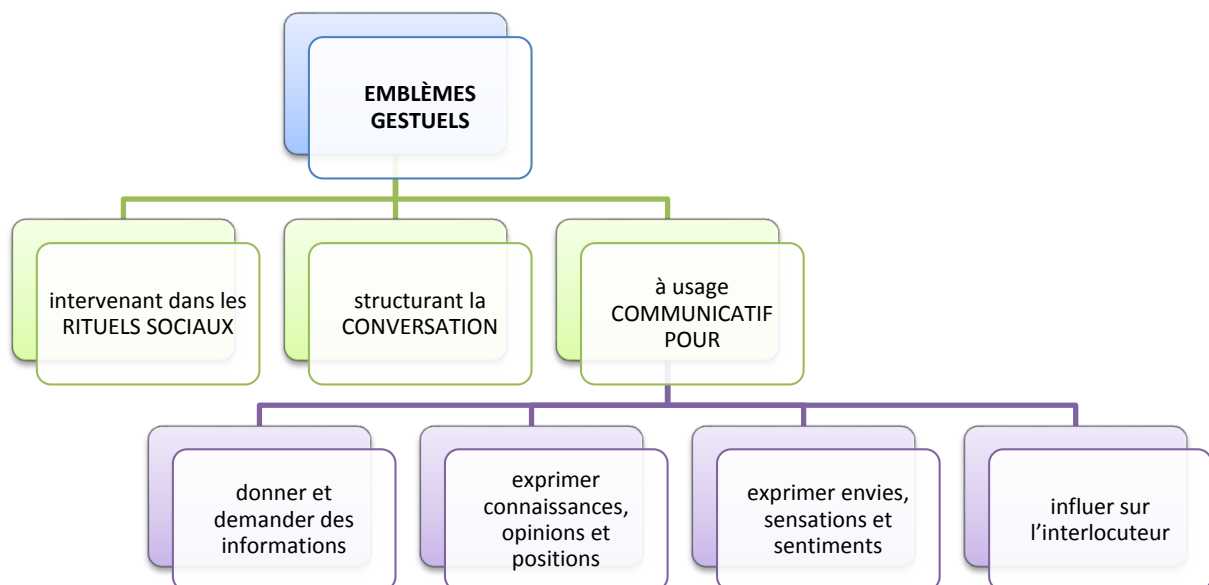 EMBLÈMES
GESTUELS
intervenant dans les
RITUELS SOCIAUX
structurant la
CONVERSATION
à usage
COMMUNICATIF
POUR
donner et
demander des
informations
exprimer
connaissances,
opinions et
positions
exprimer envies,
sensations et
sentiments
influer sur
l’interlocuteur